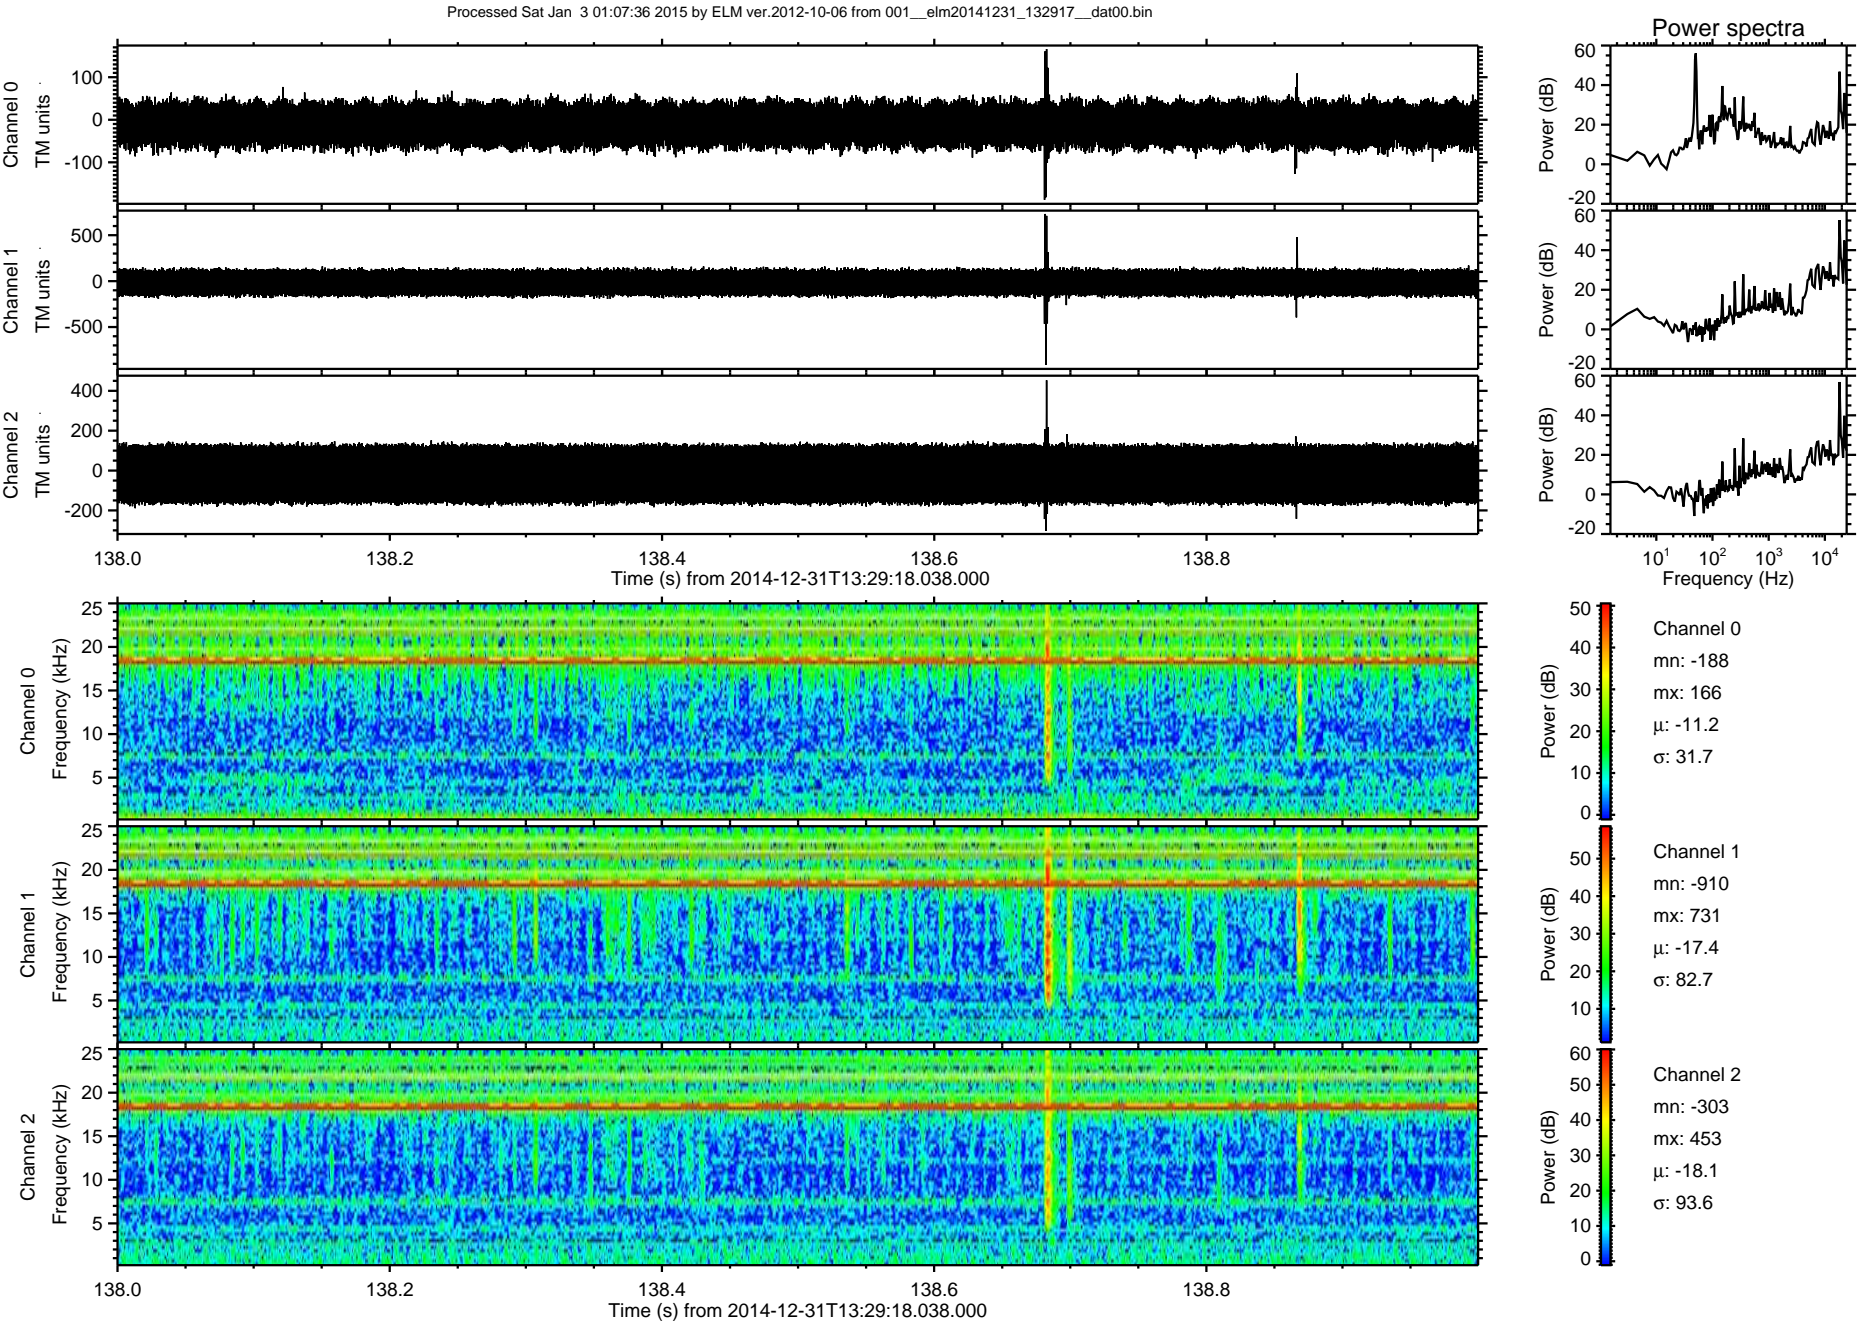 Processed Sat Jan 3 01:07:36 2015 by ELM ver.2012-10-06 from 001__elm20141231_132917__dat00.bin
Power spectra
Channel 0
TM units
100
0
-100
Power (dB)
60
40
20
0
-20
Channel 1
TM units
500
0
-500
Power (dB)
60
40
20
0
-20
Channel 2
TM units
400
200
0
-200
Power (dB)
60
40
20
0
-20
138.0 138.2 138.4 138.6 138.8
Time (s) from 2014-12-31T13:29:18.038.000
10¹ 10² 10³ 10⁴
Frequency (Hz)
Channel 0
Frequency (kHz)
25
20
15
10
5
Power (dB)
50
40
30
20
10
0
Channel 0
mn: -188
mx: 166
µ: -11.2
σ: 31.7
Channel 1
Frequency (kHz)
25
20
15
10
5
Power (dB)
50
40
30
20
10
Channel 1
mn: -910
mx: 731
µ: -17.4
σ: 82.7
Channel 2
Frequency (kHz)
25
20
15
10
5
Power (dB)
60
50
40
30
20
10
0
Channel 2
mn: -303
mx: 453
µ: -18.1
σ: 93.6
138.0 138.2 138.4 138.6 138.8
Time (s) from 2014-12-31T13:29:18.038.000